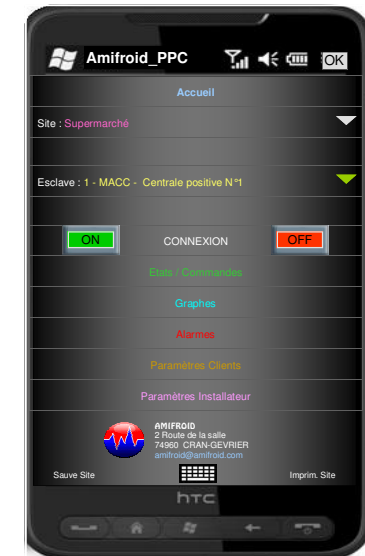 Amifroid_PPC OK
Accueil
Site : Supermarché
Esclave : 1 - MACC - Centrale positive N°1
ON CONNEXION OFF
Etats / Commandes
Graphes
Alarmes
Paramètres Clients
Paramètres Installateur
AMIFROID
2 Route de la salle
74960 CRAN-GEVRIER
amifroid@amifroid.com
Sauve Site Imprim. Site
hTC